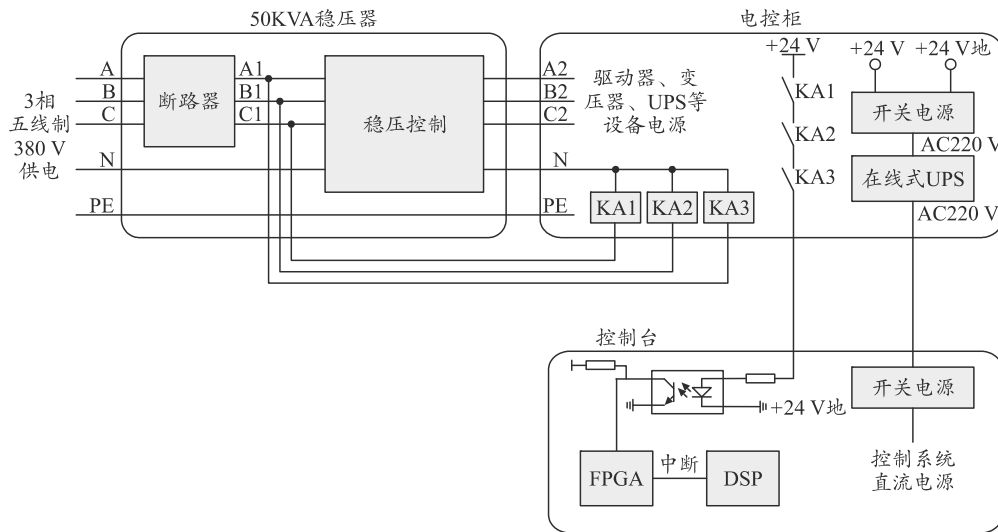 50KVA稳压器
电控柜
+24 V
+24 V
+24 V地
A
A1
A2
B
B1
B2
C
C1
C2
3相
五线制
380 V
供电
断路器
稳压控制
驱动器、变
压器、UPS等
设备电源
KA1
KA2
KA3
开关电源
AC220 V
在线式UPS
AC220 V
N
N
PE
PE
KA1
KA2
KA3
控制台
+24 V地
开关电源
FPGA
中断
DSP
控制系统
直流电源